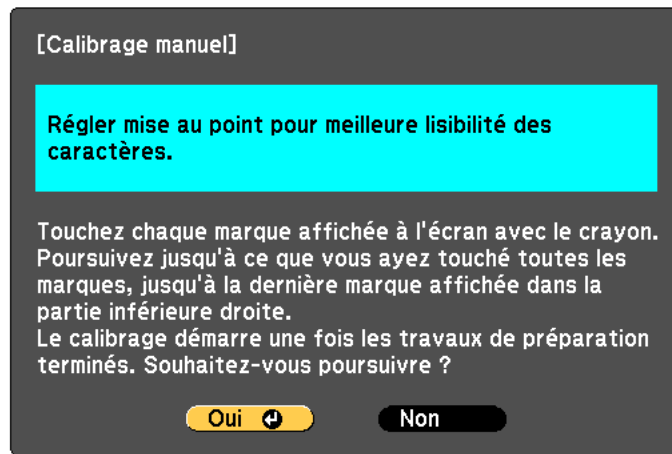 [Calibrage manuel]
Régler mise au point pour meilleure lisibilité des
caractères.
Touchez chaque marque affichée à l'écran avec le crayon.
Poursuivez jusqu'à ce que vous ayez touché toutes les
marques, jusqu'à la dernière marque affichée dans la
partie inférieure droite.
Le calibrage démarre une fois les travaux de préparation
terminés. Souhaitez-vous poursuivre ?
Oui
Non